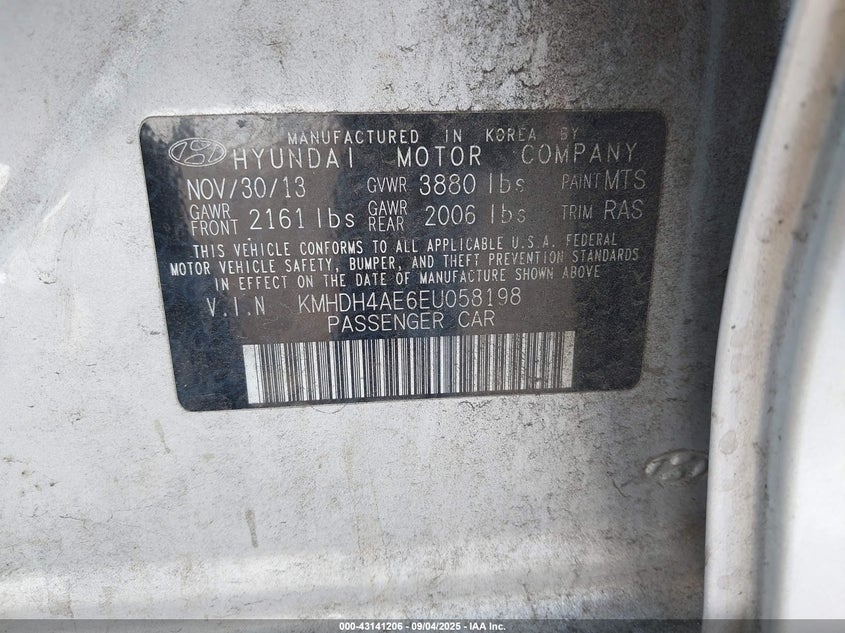 MANUFACTURED IN KOREA BY
HYUNDAI MOTOR COMPANY
NOV/30/13 GVWR 3880 lbs PAINT MTS
GAWR FRONT 2161 lbs GAWR REAR 2006 lbs TRIM RAS
THIS VEHICLE CONFORMS TO ALL APPLICABLE U.S.A. FEDERAL
MOTOR VEHICLE SAFETY, BUMPER, AND THEFT PREVENTION STANDARDS
IN EFFECT ON THE DATE OF MANUFACTURE SHOWN ABOVE
V.I.N KMHDH4AE6EU058198
PASSENGER CAR
000-43141206 - 09/04/2025 - IAA Inc.